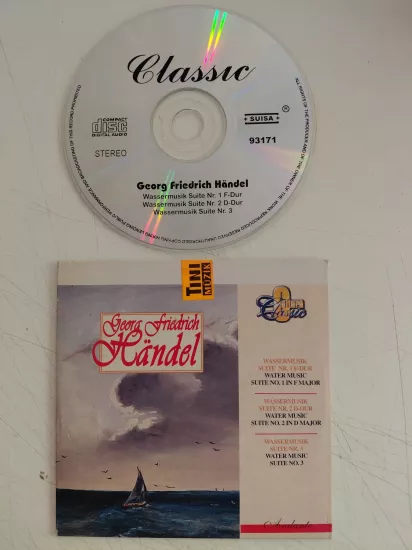 Classic
COMPACT
disc
DIGITAL AUDIO
STEREO
SUISA
®
93171
Georg Friedrich Händel
Wassermusik Suite Nr. 1 F-Dur
Wassermusik Suite Nr. 2 D-Dur
Wassermusik Suite Nr. 3
TINI
MUZIK
Georg Friedrich
Händel
Classic
WASSERMUSIK
SUITE NR. 1 F-DUR
WATER MUSIC
SUITE NO. 1 IN F MAJOR
WASSERMUSIK
SUITE NR. 2 D-DUR
WATER MUSIC
SUITE NO. 2 IN D MAJOR
WASSERMUSIK
SUITE NR. 3
WATER MUSIC
SUITE NO. 3